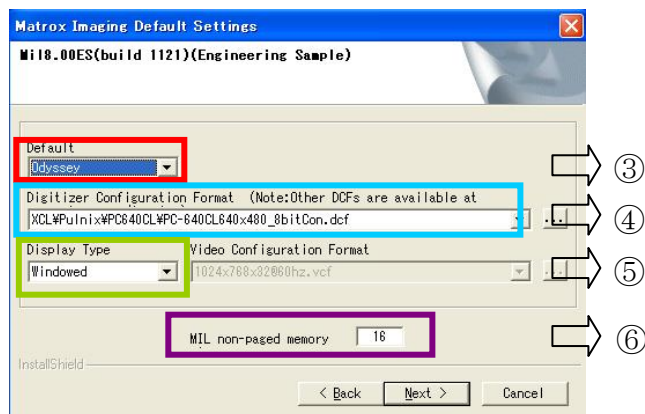 Matrox Imaging Default Settings
Mil8.00ES(build 1121)(Engineering Sample)
Default
Odyssey
③
Digitizer Configuration Format (Note:Other DCFs are available at
XCL¥Pulnix¥PC640CL¥PC-640CL640x480_8bitCon.dcf
...
④
Display Type Video Configuration Format
Windowed 1024x768x32@60hz.vcf
...
⑤
MIL non-paged memory 16
⑥
InstallShield
< Back Next > Cancel